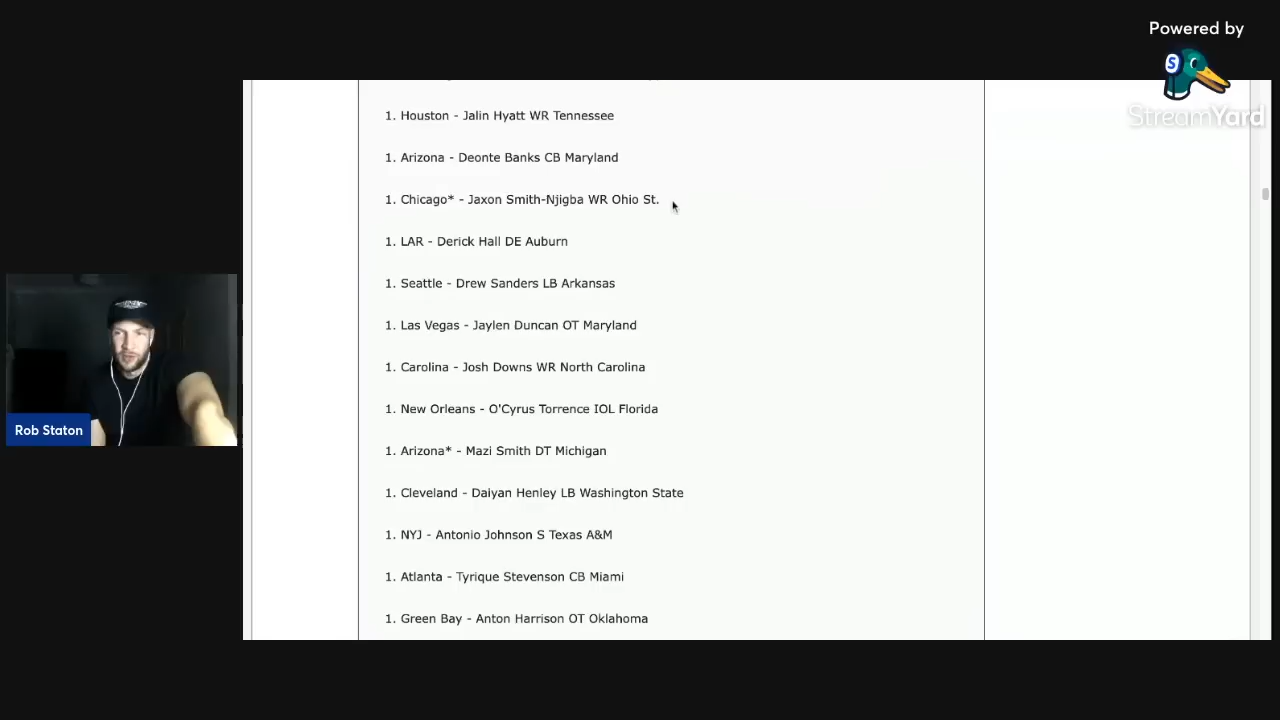 Powered by
S
StreamYard
1. Houston - Jalin Hyatt WR Tennessee
1. Arizona - Deonte Banks CB Maryland
1. Chicago* - Jaxon Smith-Njigba WR Ohio St.
1. LAR - Derick Hall DE Auburn
1. Seattle - Drew Sanders LB Arkansas
1. Las Vegas - Jaylen Duncan OT Maryland
1. Carolina - Josh Downs WR North Carolina
1. New Orleans - O'Cyrus Torrence IOL Florida
1. Arizona* - Mazi Smith DT Michigan
1. Cleveland - Daiyan Henley LB Washington State
1. NYJ - Antonio Johnson S Texas A&M
1. Atlanta - Tyrique Stevenson CB Miami
1. Green Bay - Anton Harrison OT Oklahoma
Rob Staton